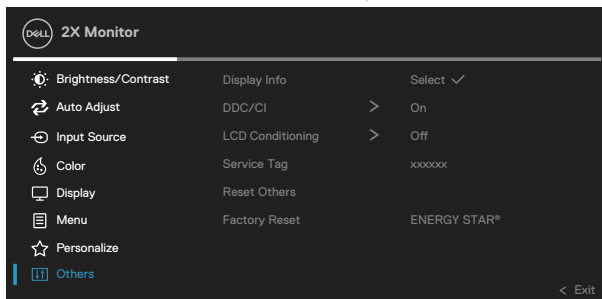 DELL 2X Monitor
Brightness/Contrast Display Info Select ✓
Auto Adjust DDC/CI > On
Input Source LCD Conditioning > Off
Color Service Tag xxxxxx
Display Reset Others
Menu Factory Reset ENERGY STAR®
Personalize
Others
< Exit